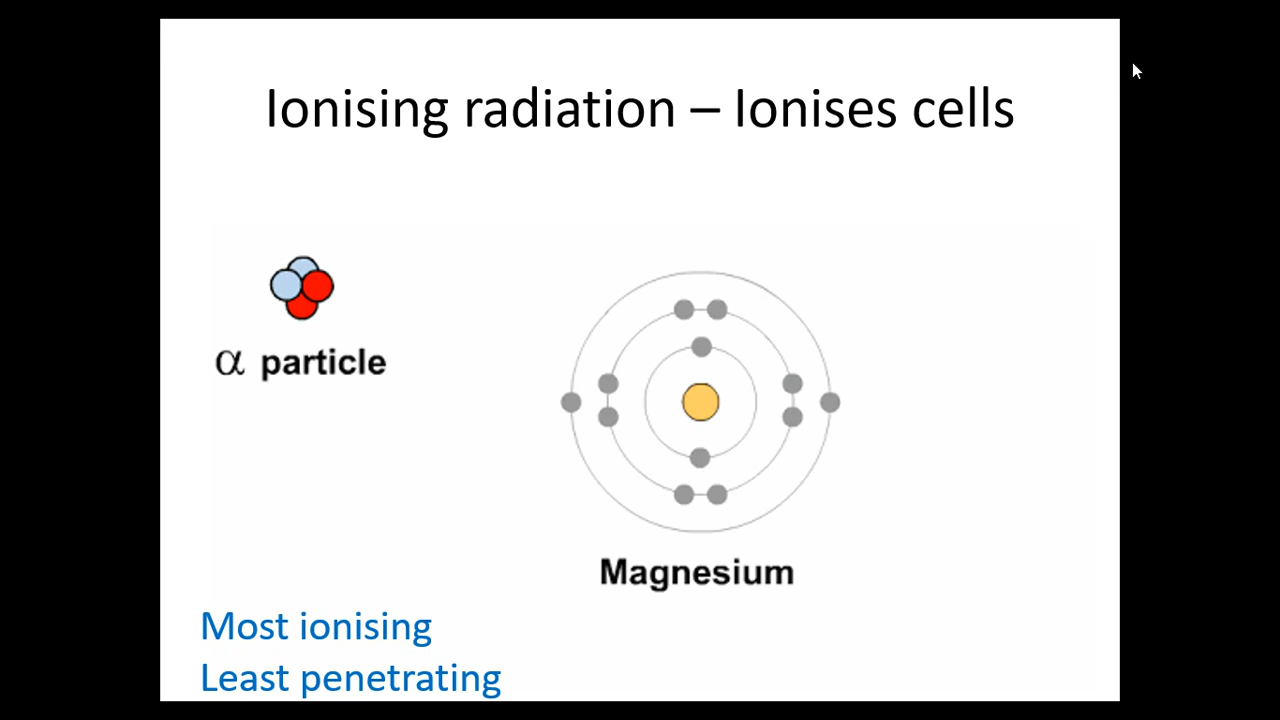 Ionising radiation – Ionises cells
α particle
Magnesium
Most ionising
Least penetrating